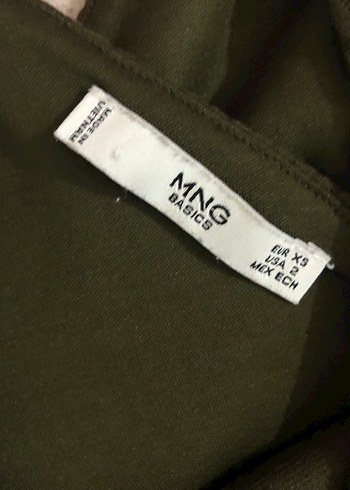 MADE IN
VIETNAM
MNG
BASICS
EUR XS
USA 2
MEX ECH